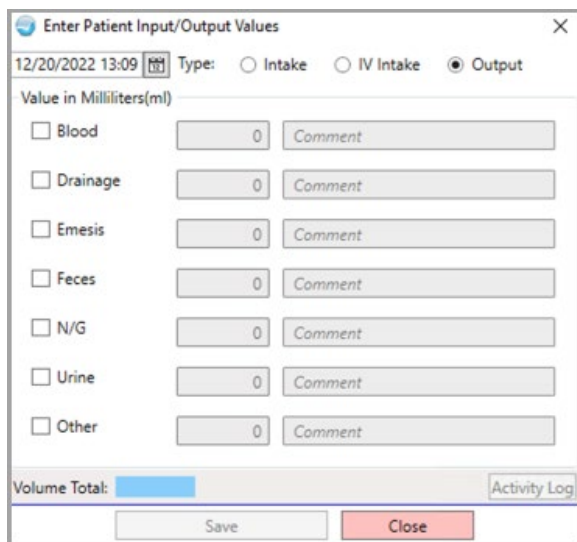 Enter Patient Input/Output Values
12/20/2022 13:09 Type: Intake IV Intake Output
Value in Milliliters(ml)
Blood 0 Comment
Drainage 0 Comment
Emesis 0 Comment
Feces 0 Comment
N/G 0 Comment
Urine 0 Comment
Other 0 Comment
Volume Total: Activity Log
Save Close